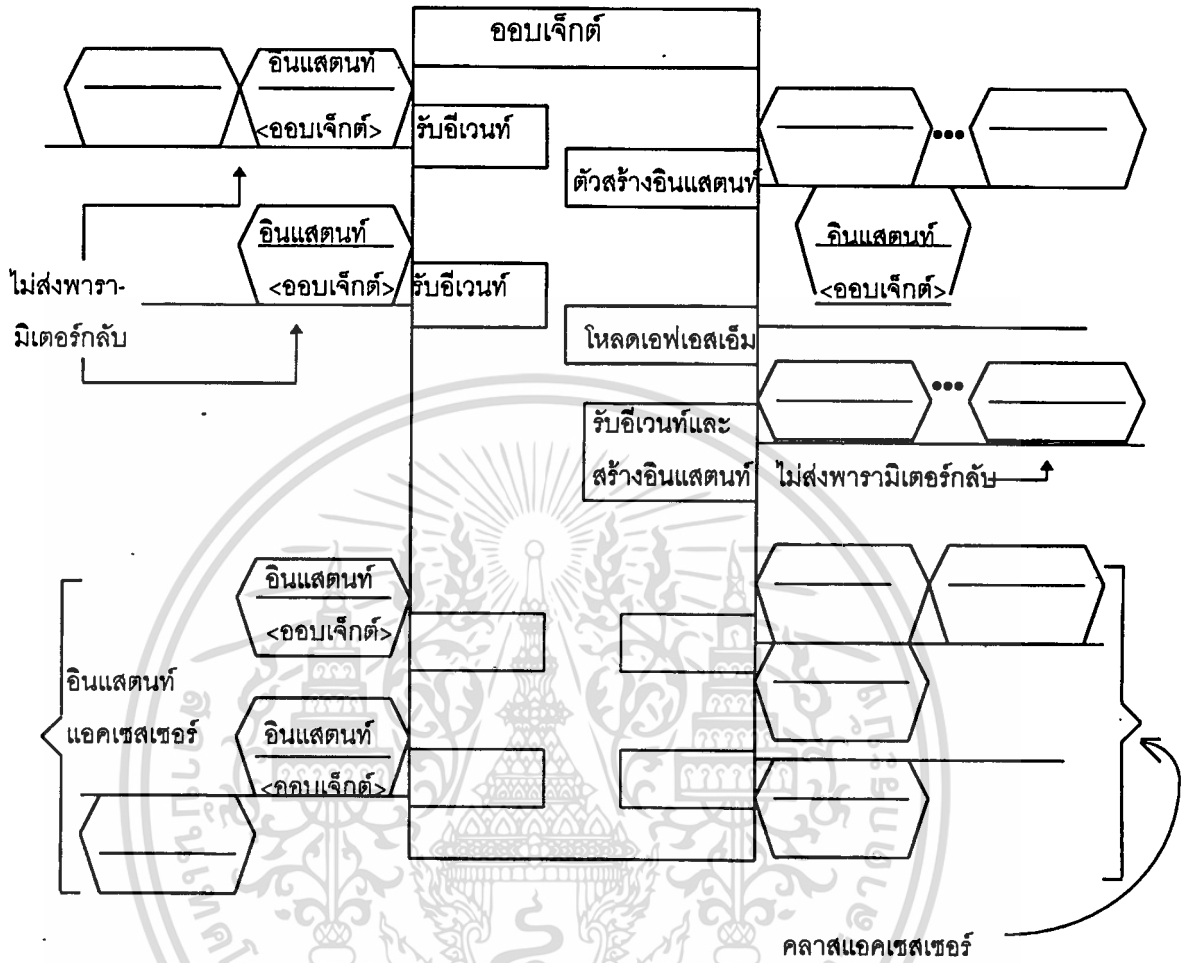 ออบเจ็กต์
อินแสตนท์
<ออบเจ็กต์>
รับอีเวนท์
ตัวสร้างอินแสตนท์
อินแสตนท์
<ออบเจ็กต์>
อินแสตนท์
<ออบเจ็กต์>
รับอีเวนท์
ไม่ส่งพารา-
มิเตอร์กลับ
โหลดเอฟเอสเอ็ม
รับอีเวนท์และ
สร้างอินแสตนท์
ไม่ส่งพารามิเตอร์กลับ
อินแสตนท์
<ออบเจ็กต์>
อินแสตนท์
แอคเซสเซอร์
อินแสตนท์
<ออบเจ็กต์>
คลาสแอคเซสเซอร์